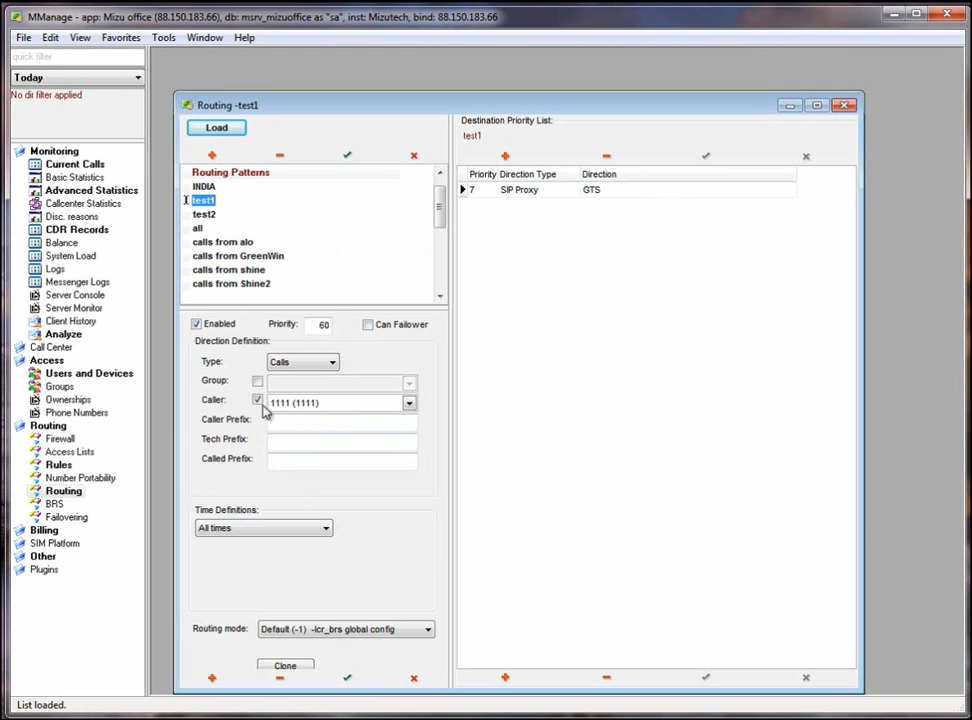 MManage - app: Mizu office (88.150.183.66), db: msrv_mizuoffice as "sa", inst: Mizutech, bind: 88.150.183.66
File Edit View Favorites Tools Window Help
quick filter
Today
No dir filter applied
Monitoring
Current Calls
Basic Statistics
Advanced Statistics
Callcenter Statistics
Disc. reasons
CDR Records
Balance
System Load
Logs
Messenger Logs
Server Console
Server Monitor
Client History
Analyze
Call Center
Access
Users and Devices
Groups
Ownerships
Phone Numbers
Routing
Firewall
Access Lists
Rules
Number Portability
Routing
BRS
Failovering
Billing
SIM Platform
Other
Plugins
Routing -test1
Load
Routing Patterns
INDIA
test1
test2
all
calls from alo
calls from GreenWin
calls from shine
calls from Shine2
Enabled Priority: 60 Can Failower
Direction Definition:
Type: Calls
Group:
Caller: 1111 (1111)
Caller Prefix:
Tech Prefix:
Called Prefix:
Time Definitions:
All times
Routing mode: Default (-1) -lcr_brs global config
Clone
Destination Priority List:
test1
Priority Direction Type Direction
7 SIP Proxy GTS
List loaded.